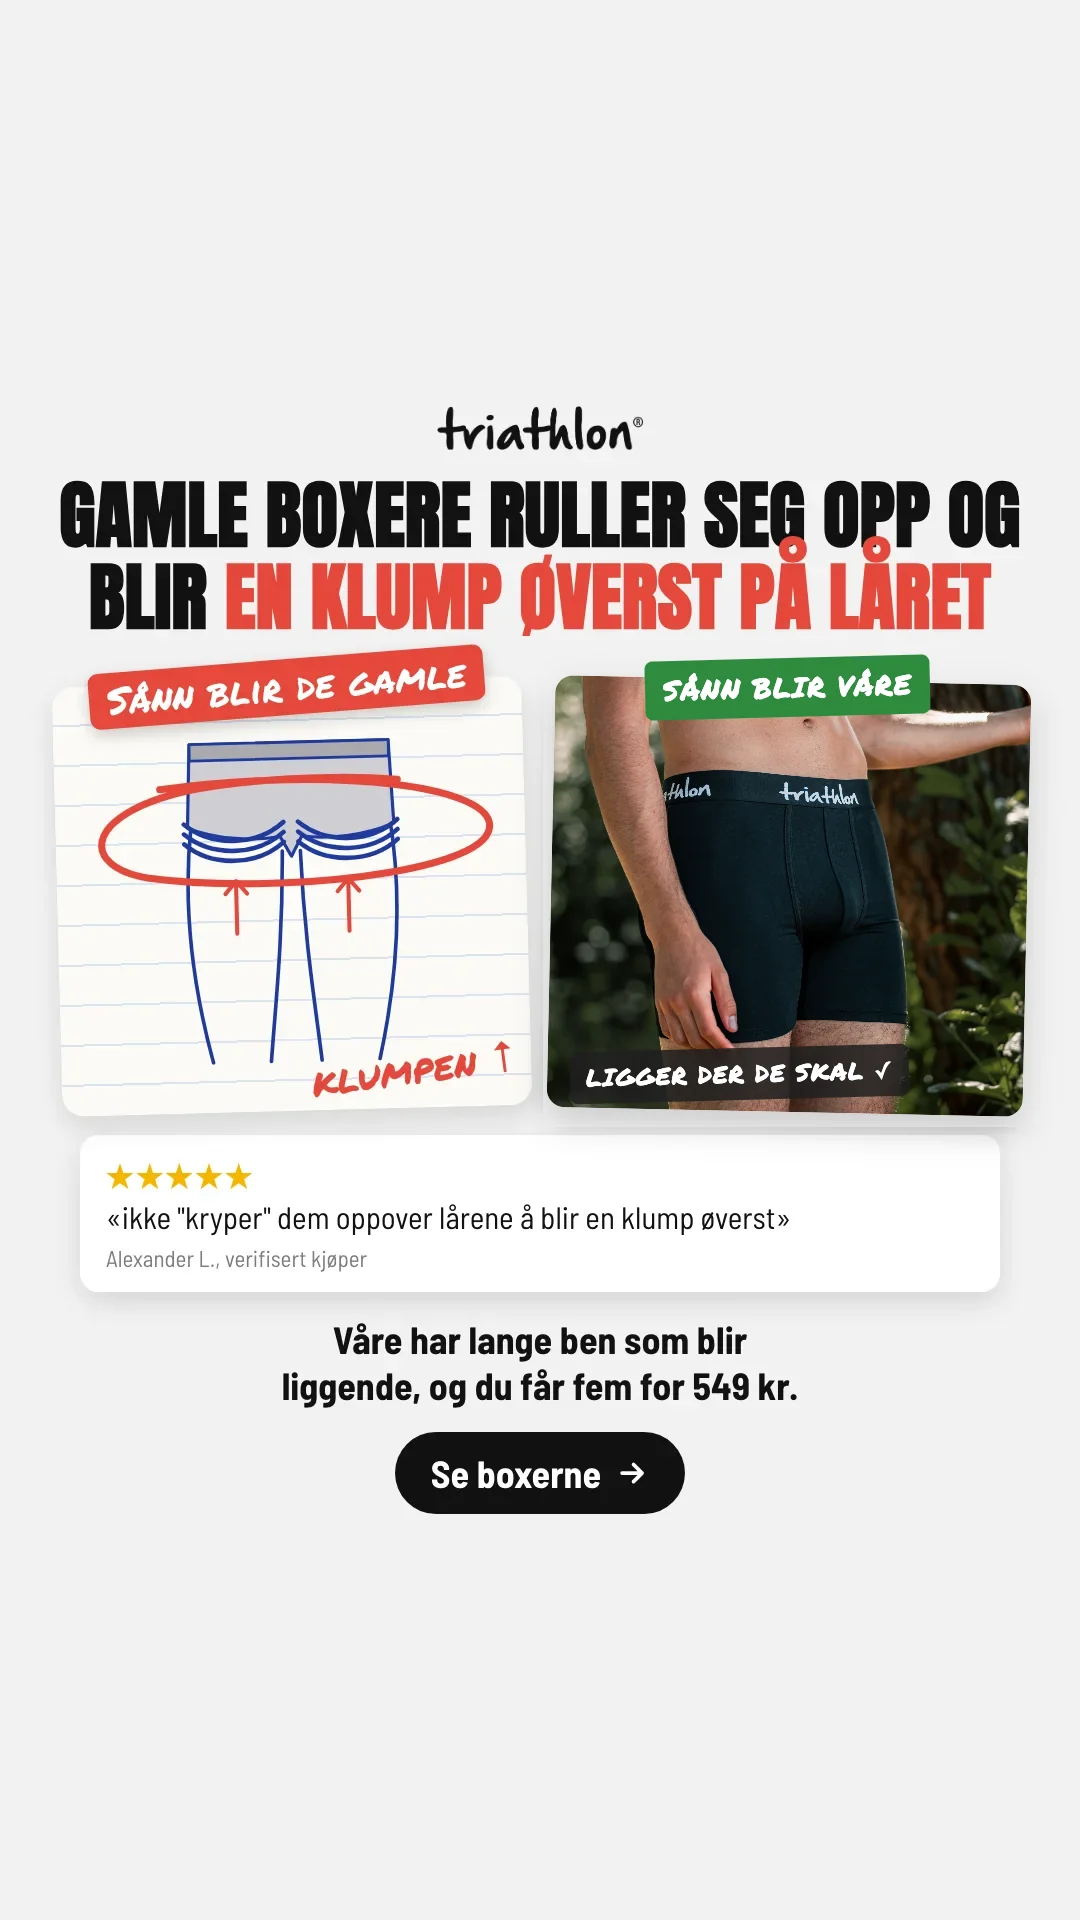 triathlon®
GAMLE BOXERE RULLER SEG OPP OG
BLIR EN KLUMP ØVERST PÅ LÅRET
SÅNN BLIR DE GAMLE
KLUMPEN ↑
SÅNN BLIR VÅRE
athlon triathlon
LIGGER DER DE SKAL ✓
★★★★★
«ikke "kryper" dem oppover lårene å blir en klump øverst»
Alexander L., verifisert kjøper
Våre har lange ben som blir
liggende, og du får fem for 549 kr.
Se boxerne →